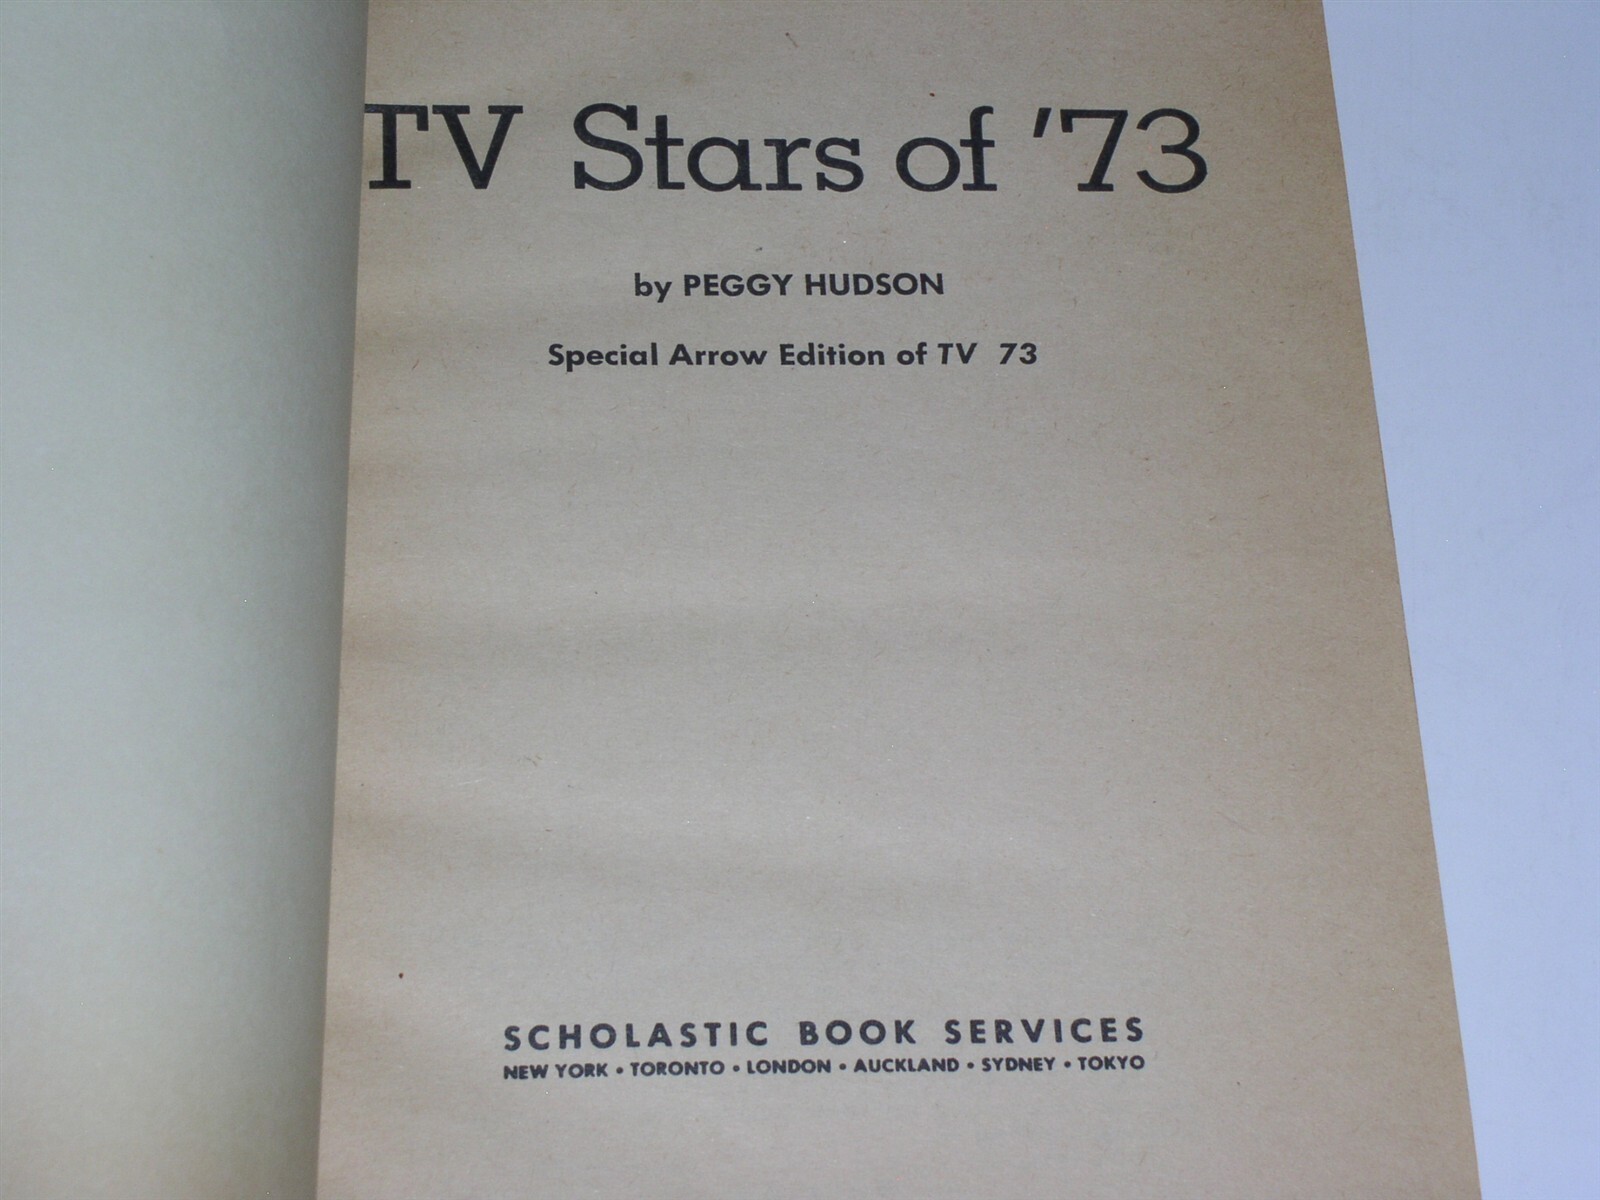 TV Stars of '73
by PEGGY HUDSON
Special Arrow Edition of TV 73
SCHOLASTIC BOOK SERVICES
NEW YORK • TORONTO • LONDON • AUCKLAND • SYDNEY • TOKYO